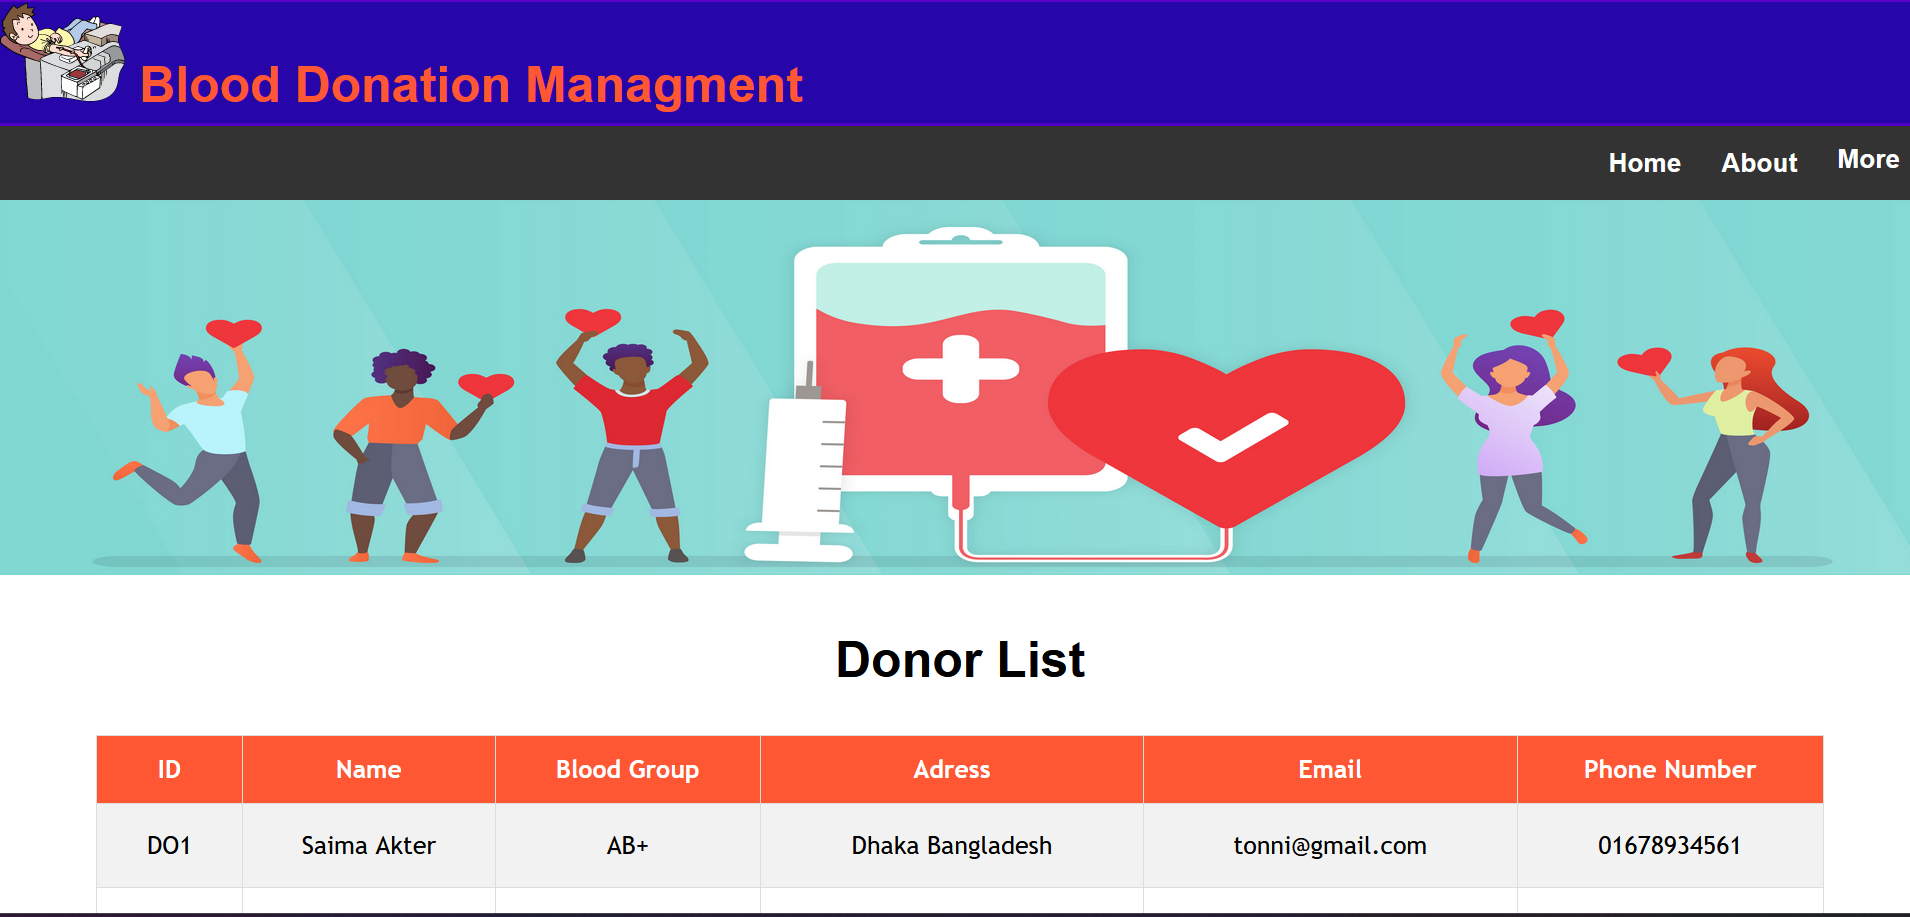 Blood Donation Managment
Home About More
Donor List
ID Name Blood Group Adress Email Phone Number
DO1 Saima Akter AB+ Dhaka Bangladesh tonni@gmail.com 01678934561